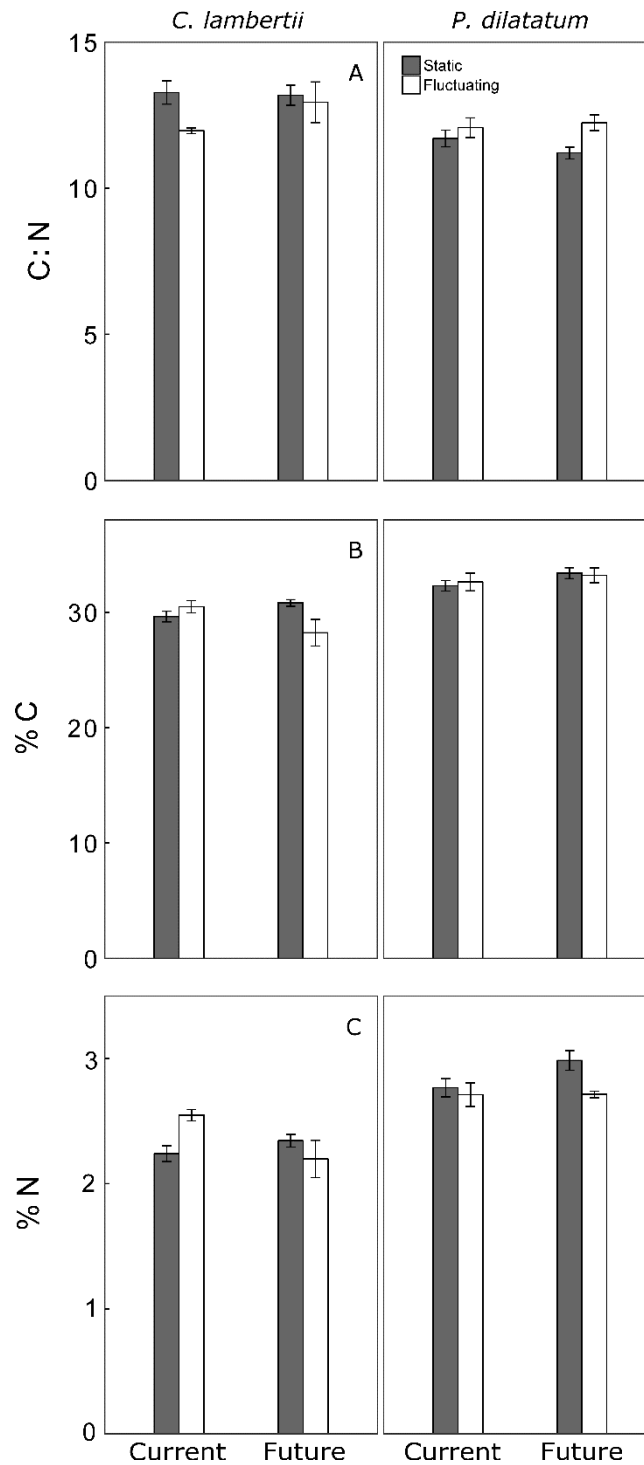 C. lambertii P. dilatatum
15
10
5
0
C:N
A
Static
Fluctuating
30
20
10
0
% C
B
3
2
1
0
% N
C
Current Future Current Future